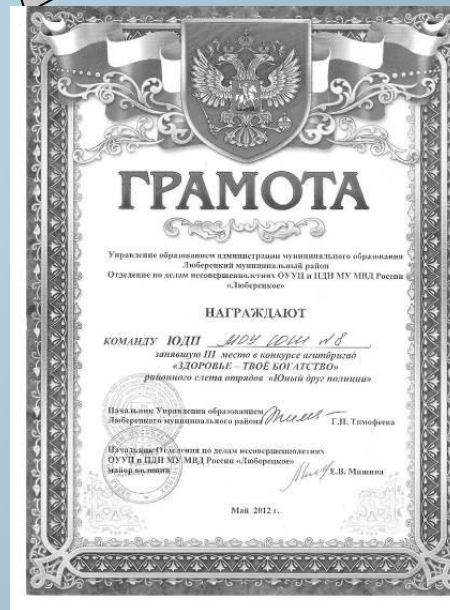 ГРАМОТА
Управление образованием администрации муниципального образования
Люберецкий муниципальный район
Отделение по делам несовершеннолетних ОУУП и ПДН МУ МВД России
«Люберецкое»
НАГРАЖДАЮТ
КОМАНДУ ЮДП МОУ СОШ №8
занявшую III место в конкурсе агитбригад
«ЗДОРОВЬЕ – ТВОЁ БОГАТСТВО»
районного слета отрядов «Юный друг полиции»
Начальник Управления образованием
Люберецкого муниципального района Г.П. Тимофеева
Начальник Отделения по делам несовершеннолетних
ОУУП и ПДН МУ МВД России «Люберецкое»
майор полиции Е.В. Мишина
Май 2012 г.